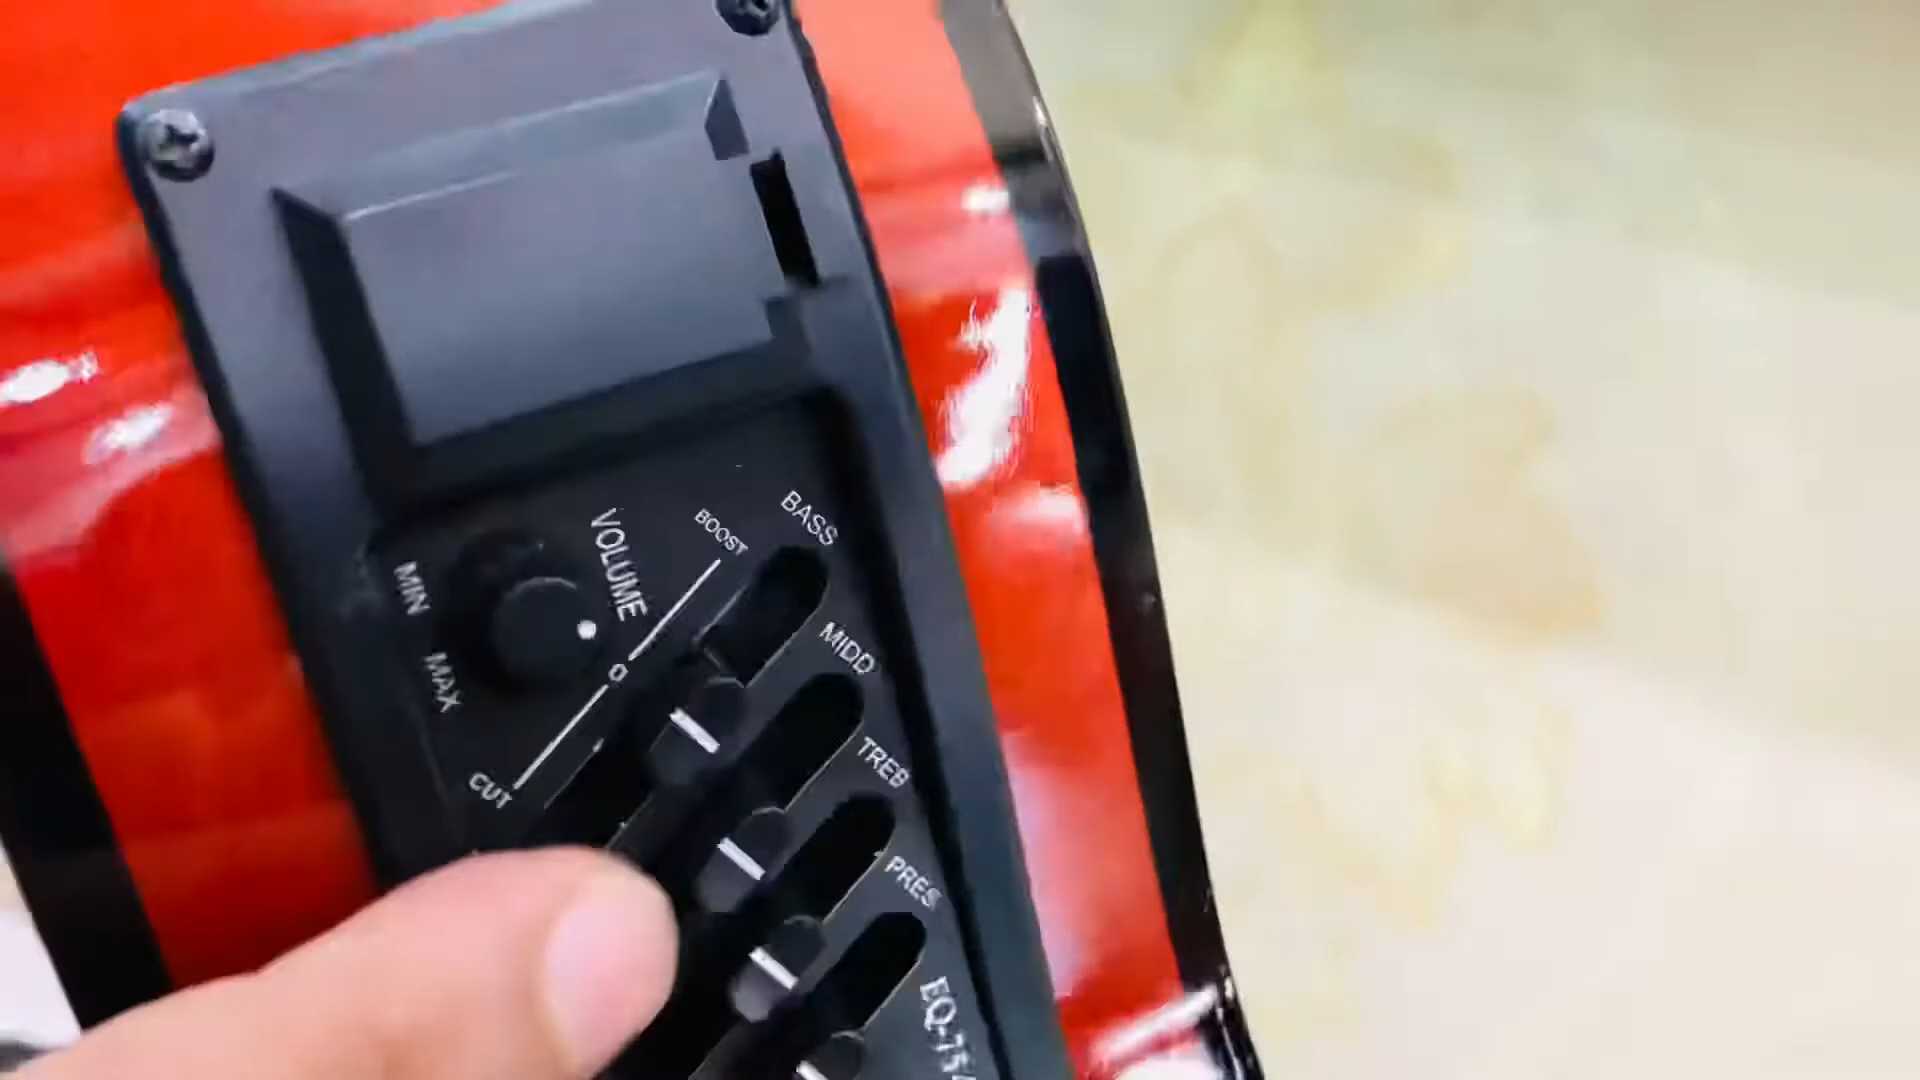 VOLUME
MIN
MAX
BOOST
0
CUT
BASS
MIDD
TREB
PRES